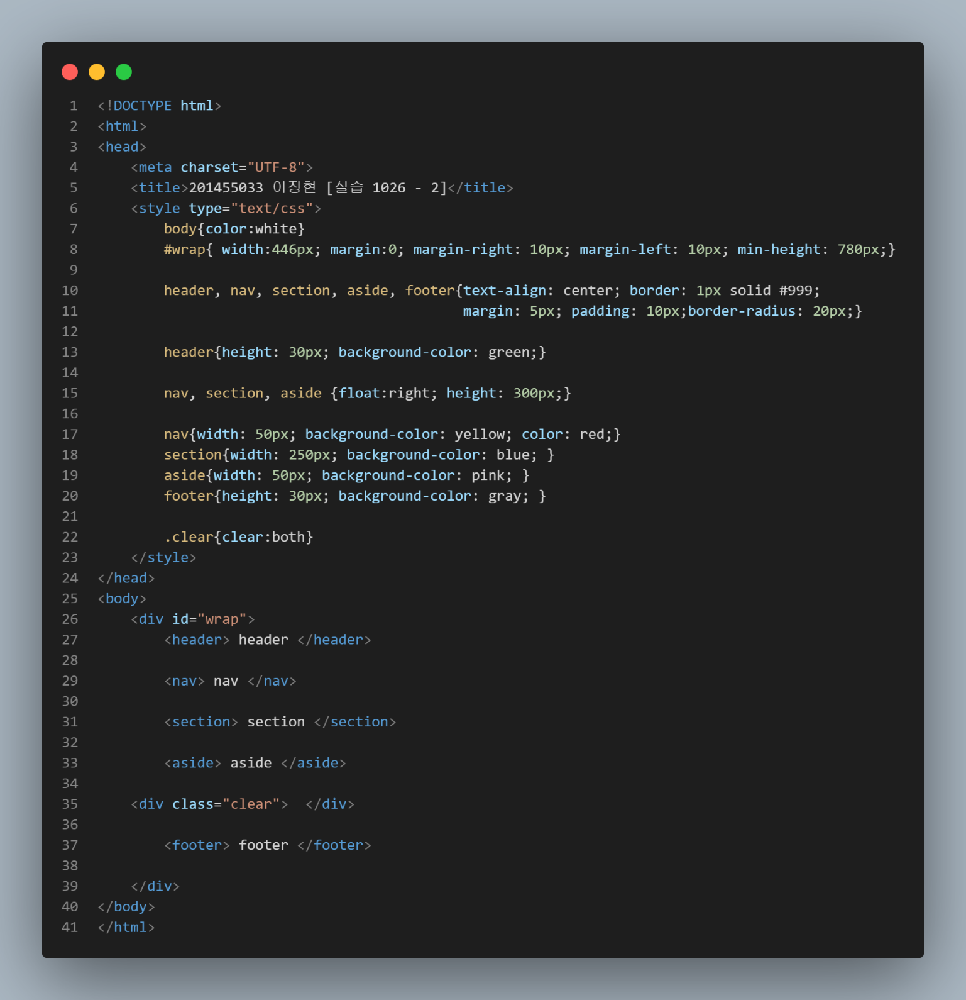 1 <!DOCTYPE html>
2 <html>
3 <head>
4     <meta charset="UTF-8">
5     <title>201455033 이정현 [실습 1026 - 2]</title>
6     <style type="text/css">
7         body{color:white}
8         #wrap{ width:446px; margin:0; margin-right: 10px; margin-left: 10px; min-height: 780px;}
9
10         header, nav, section, aside, footer{text-align: center; border: 1px solid #999;
11                                             margin: 5px; padding: 10px;border-radius: 20px;}
12
13         header{height: 30px; background-color: green;}
14
15         nav, section, aside {float:right; height: 300px;}
16
17         nav{width: 50px; background-color: yellow; color: red;}
18         section{width: 250px; background-color: blue; }
19         aside{width: 50px; background-color: pink; }
20         footer{height: 30px; background-color: gray; }
21
22         .clear{clear:both}
23     </style>
24 </head>
25 <body>
26     <div id="wrap">
27         <header> header </header>
28
29         <nav> nav </nav>
30
31         <section> section </section>
32
33         <aside> aside </aside>
34
35     <div class="clear">  </div>
36
37         <footer> footer </footer>
38
39     </div>
40 </body>
41 </html>